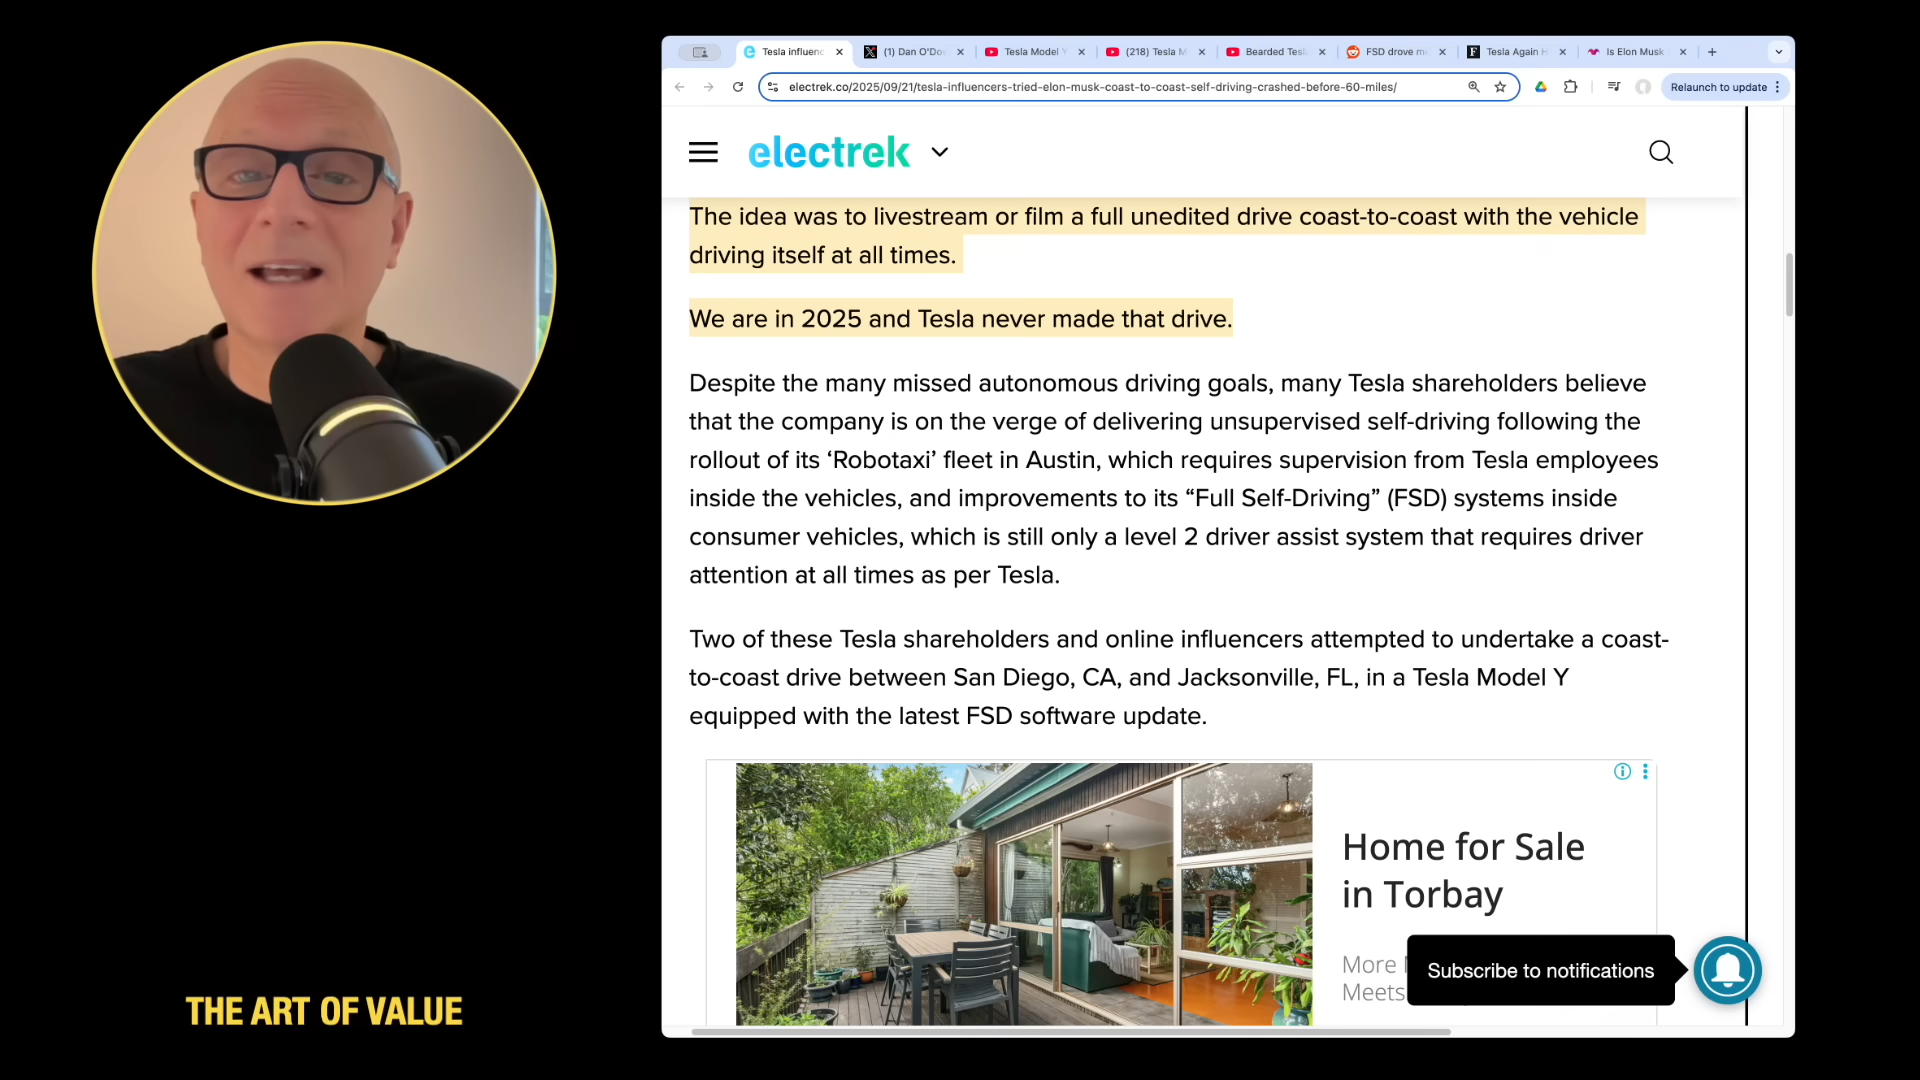 Tesla influenc
(1) Dan O'Do
Tesla Model Y
(218) Tesla M
Bearded Tesl
FSD drove m
Tesla Again H
Is Elon Musk
electrek.co/2025/09/21/tesla-influencers-tried-elon-musk-coast-to-coast-self-driving-crashed-before-60-miles/
Relaunch to update
electrek
The idea was to livestream or film a full unedited drive coast-to-coast with the vehicle
driving itself at all times.
We are in 2025 and Tesla never made that drive.
Despite the many missed autonomous driving goals, many Tesla shareholders believe
that the company is on the verge of delivering unsupervised self-driving following the
rollout of its ‘Robotaxi’ fleet in Austin, which requires supervision from Tesla employees
inside the vehicles, and improvements to its “Full Self-Driving” (FSD) systems inside
consumer vehicles, which is still only a level 2 driver assist system that requires driver
attention at all times as per Tesla.
Two of these Tesla shareholders and online influencers attempted to undertake a coast-
to-coast drive between San Diego, CA, and Jacksonville, FL, in a Tesla Model Y
equipped with the latest FSD software update.
Home for Sale
in Torbay
More
Meets
Subscribe to notifications
THE ART OF VALUE